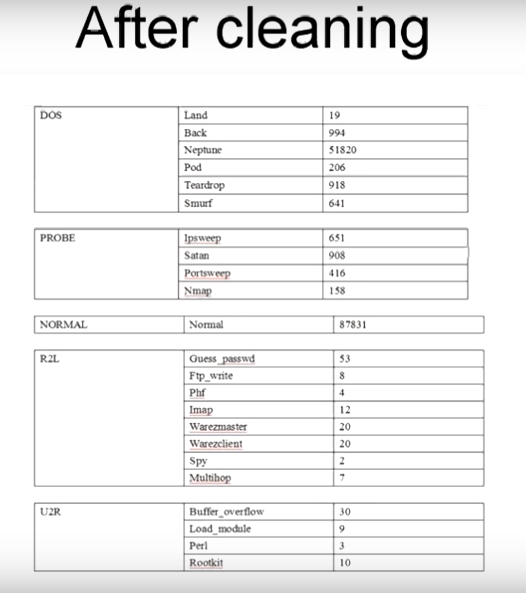 After cleaning
DOS Land 19
Back 994
Neptune 51820
Pod 206
Teardrop 918
Smurf 641
PROBE Ipsweep 651
Satan 908
Portsweep 416
Nmap 158
NORMAL Normal 87831
R2L Guess_passwd 53
Ftp_write 8
Phf 4
Imap 12
Warezmaster 20
Warezclient 20
Spy 2
Multihop 7
U2R Buffer_overflow 30
Load_module 9
Perl 3
Rootkit 10